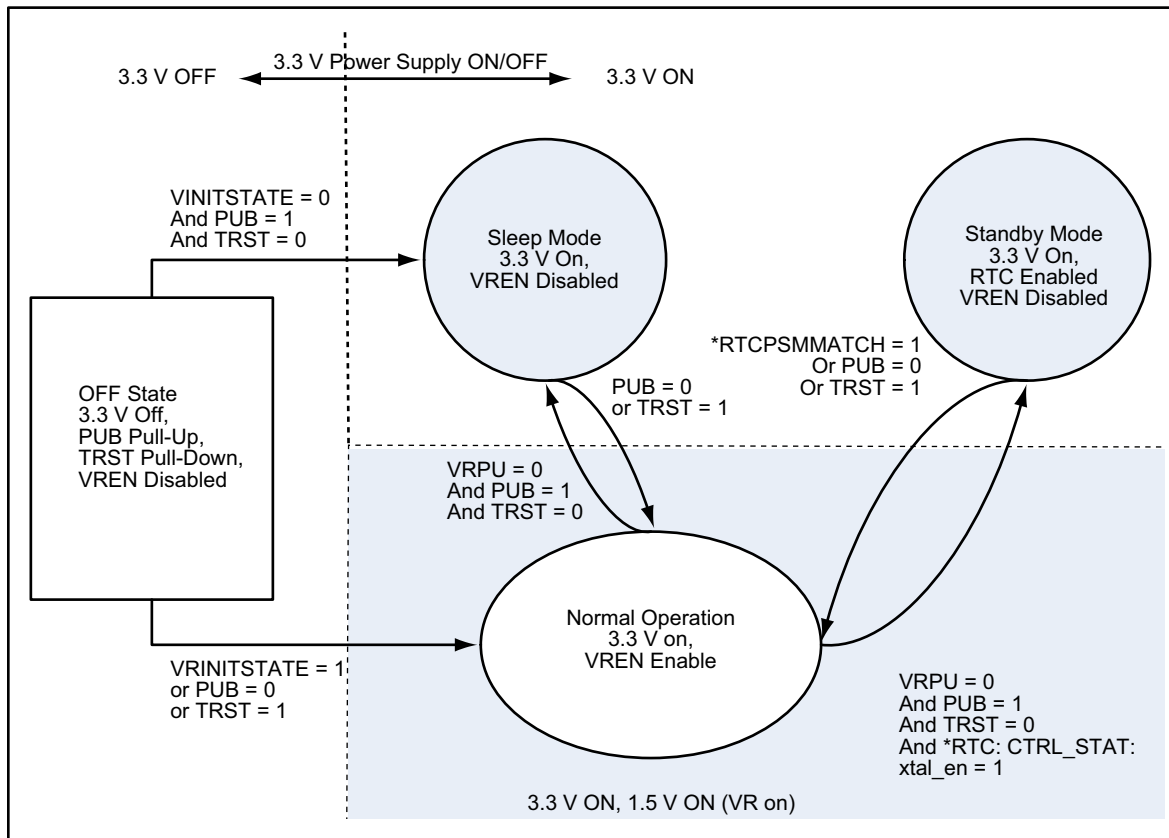 3.3 V OFF
3.3 V Power Supply ON/OFF
3.3 V ON
VINITSTATE = 0
And PUB = 1
And TRST = 0
Sleep Mode
3.3 V On,
VREN Disabled
Standby Mode
3.3 V On,
RTC Enabled
VREN Disabled
*RTCPSMMATCH = 1
Or PUB = 0
Or TRST = 1
PUB = 0
or TRST = 1
OFF State
3.3 V Off,
PUB Pull-Up,
TRST Pull-Down,
VREN Disabled
VRPU = 0
And PUB = 1
And TRST = 0
Normal Operation
3.3 V on,
VREN Enable
VRINITSTATE = 1
or PUB = 0
or TRST = 1
VRPU = 0
And PUB = 1
And TRST = 0
And *RTC: CTRL_STAT:
xtal_en = 1
3.3 V ON, 1.5 V ON (VR on)